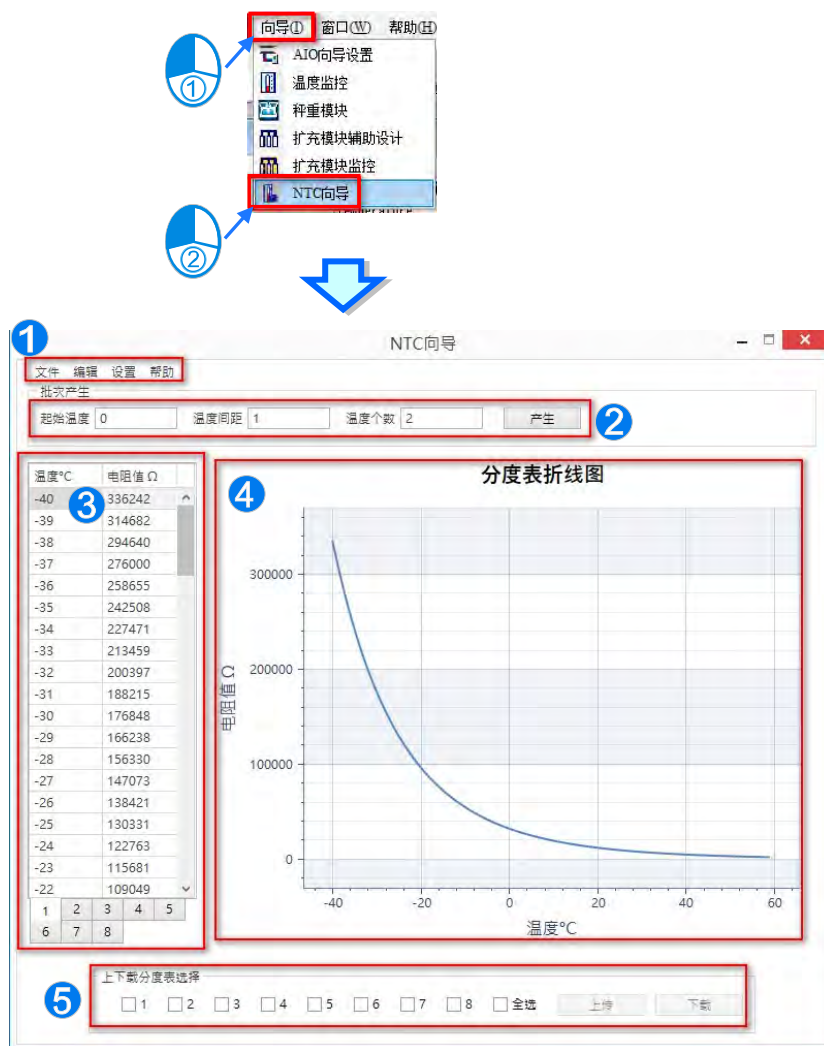 向导(I) 窗口(W) 帮助(H)
AIO向导设置
①
温度监控
秤重模块
扩充模块辅助设计
扩充模块监控
NTC向导
②
1
NTC向导
文件 编辑 设置 帮助
批次产生
起始温度 0 温度间距 1 温度个数 2 产生
2
温度°C 电阻值 Ω
3
-40 336242
-39 314682
-38 294640
-37 276000
-36 258655
-35 242508
-34 227471
-33 213459
-32 200397
-31 188215
-30 176848
-29 166238
-28 156330
-27 147073
-26 138421
-25 130331
-24 122763
-23 115681
-22 109049
1 2 3 4 5
6 7 8
4
分度表折线图
电阻值 Ω
300000
200000
100000
0
-40 -20 0 20 40 60
温度°C
5
上下载分度表选择
1 2 3 4 5 6 7 8 全选 上传 下载